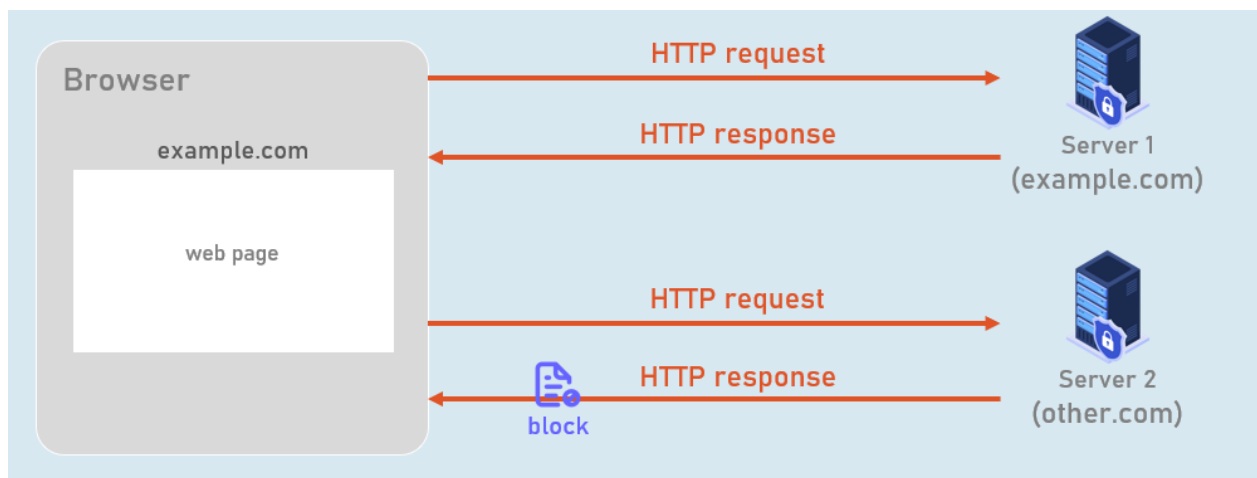 Browser
example.com
web page
HTTP request
HTTP response
Server 1
(example.com)
HTTP request
HTTP response
block
Server 2
(other.com)